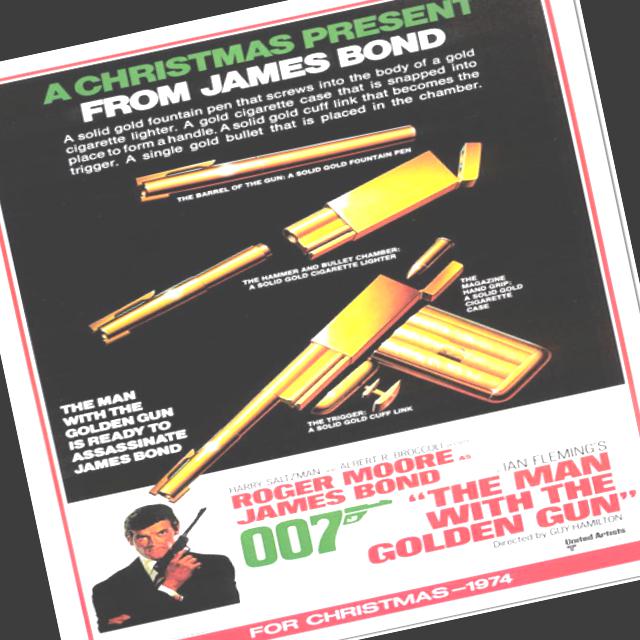 A CHRISTMAS PRESENT
FROM JAMES BOND
A solid gold fountain pen that screws into the body of a gold
cigarette lighter. A gold cigarette case that is snapped into
place to form a handle. A solid gold cuff link that becomes the
trigger. A single gold bullet that is placed in the chamber.
THE BARREL OF THE GUN: A SOLID GOLD FOUNTAIN PEN
THE HAMMER AND BULLET CHAMBER:
A SOLID GOLD CIGARETTE LIGHTER
THE
MAGAZINE
HAND GRIP:
A SOLID GOLD
CIGARETTE
CASE
THE TRIGGER:
A SOLID GOLD CUFF LINK
THE MAN
WITH THE
GOLDEN GUN
IS READY TO
ASSASSINATE
JAMES BOND
HARRY SALTZMAN AND ALBERT R. BROCCOLI
ROGER MOORE AS
JAMES BOND
007
IAN FLEMING'S
"THE MAN
WITH THE
GOLDEN GUN"
Directed by GUY HAMILTON
United Artists
FOR CHRISTMAS—1974